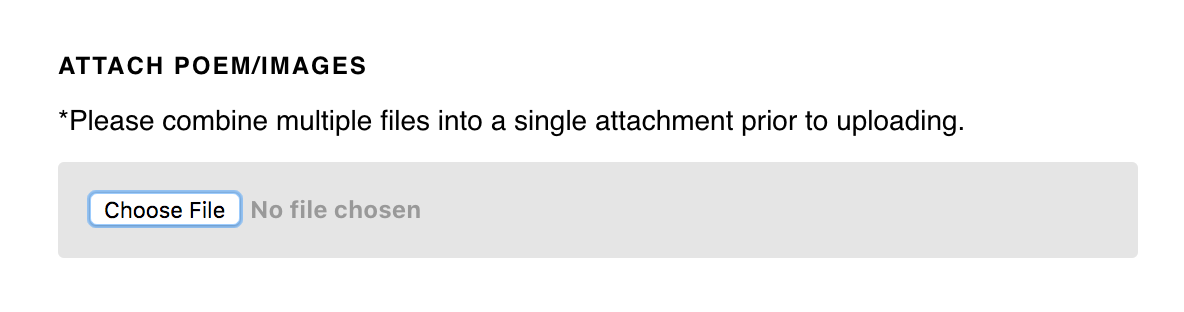 ATTACH POEM/IMAGES
*Please combine multiple files into a single attachment prior to uploading.
Choose File No file chosen